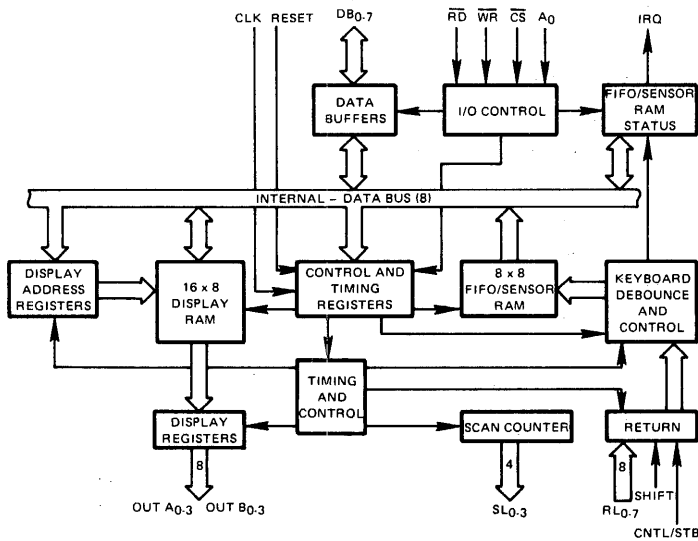 CLK RESET
DB0-7
RD WR CS A0
IRQ
DATA
BUFFERS
I/O CONTROL
FIFO/SENSOR
RAM
STATUS
INTERNAL – DATA BUS (8)
DISPLAY
ADDRESS
REGISTERS
16 x 8
DISPLAY
RAM
CONTROL AND
TIMING
REGISTERS
8 x 8
FIFO/SENSOR
RAM
KEYBOARD
DEBOUNCE
AND
CONTROL
TIMING
AND
CONTROL
DISPLAY
REGISTERS
SCAN COUNTER
RETURN
8
4
8
OUT A0-3 OUT B0-3
SL0-3
RL0-7
SHIFT
CNTL/STB